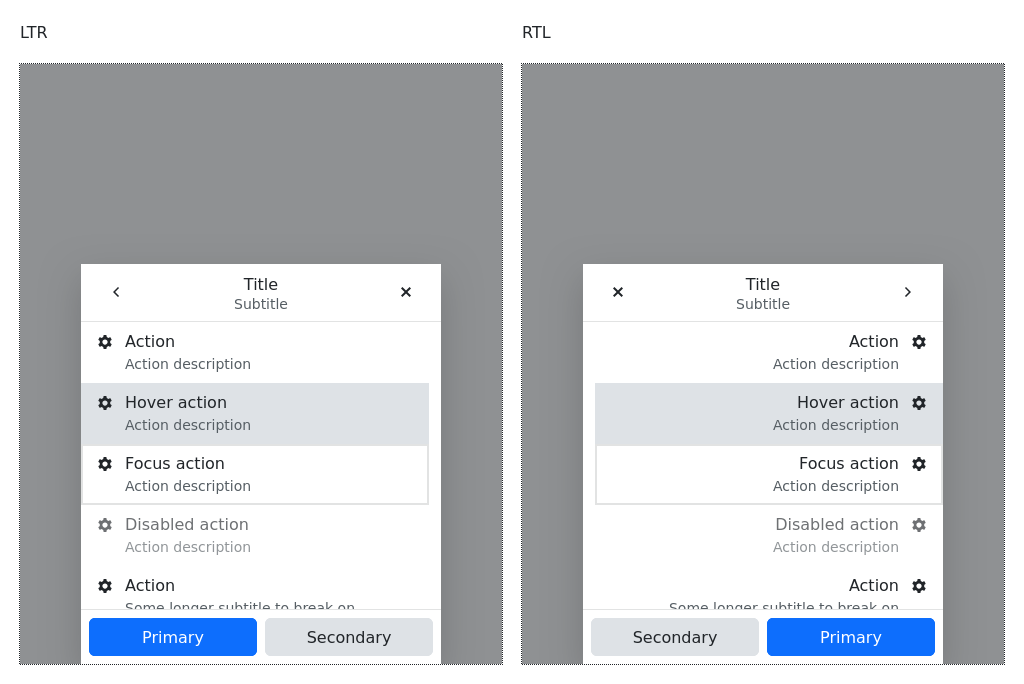 LTR
Title
Subtitle
Action
Action description
Hover action
Action description
Focus action
Action description
Disabled action
Action description
Action
Some longer subtitle to break on
Primary Secondary
RTL
Title
Subtitle
Action
Action description
Hover action
Action description
Focus action
Action description
Disabled action
Action description
Action
Some longer subtitle to break on
Secondary Primary